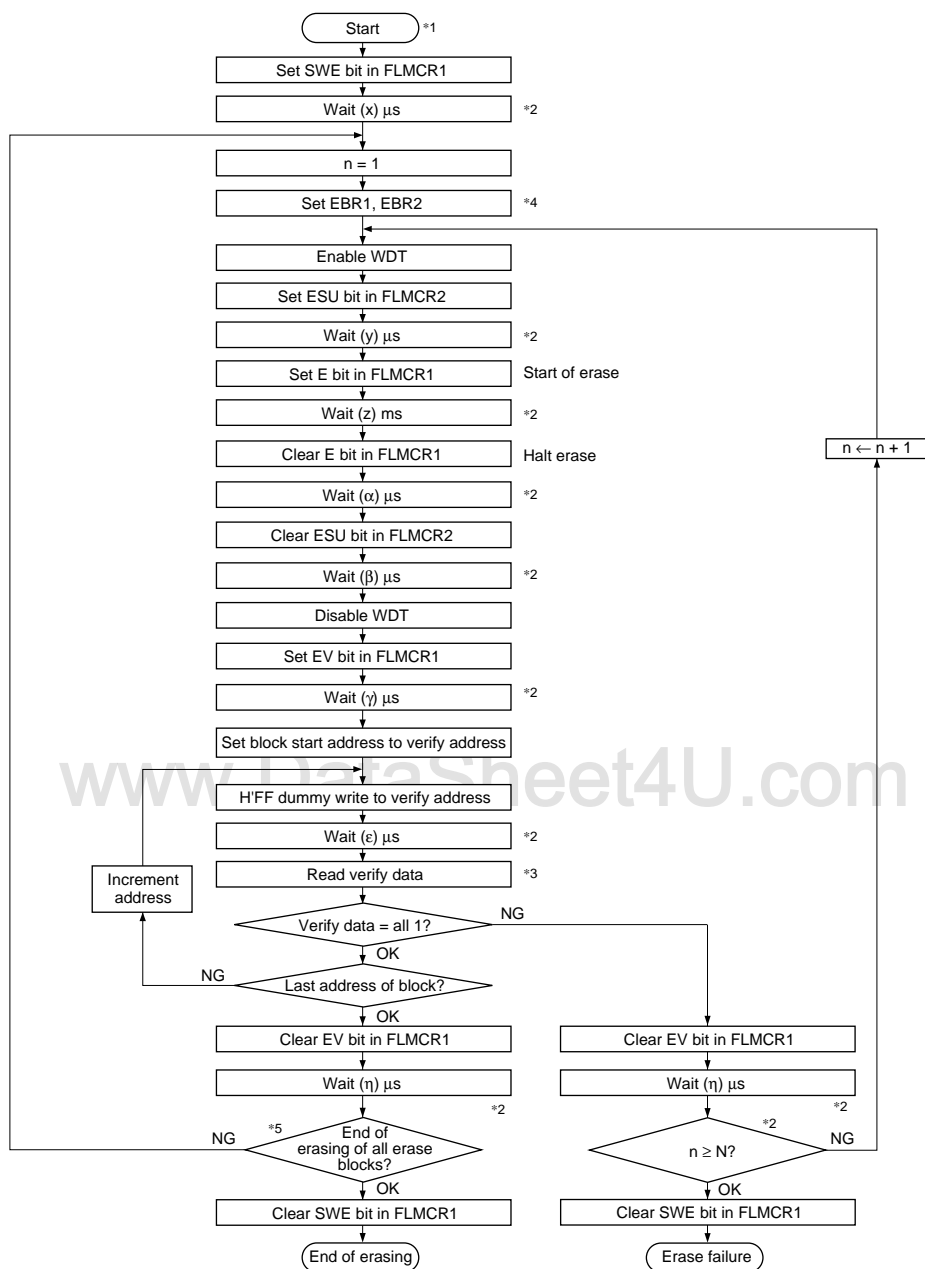 Start *1
Set SWE bit in FLMCR1
Wait (x) μs *2
n = 1
Set EBR1, EBR2 *4
Enable WDT
Set ESU bit in FLMCR2
Wait (y) μs *2
Set E bit in FLMCR1 Start of erase
Wait (z) ms *2
n ← n + 1
Clear E bit in FLMCR1 Halt erase
Wait (α) μs *2
Clear ESU bit in FLMCR2
Wait (β) μs *2
Disable WDT
Set EV bit in FLMCR1
Wait (γ) μs *2
Set block start address to verify address
www.DataSheet4U.com
H'FF dummy write to verify address
Wait (ε) μs *2
Increment
address
Read verify data *3
Verify data = all 1?
NG
OK
NG
Last address of block?
OK
Clear EV bit in FLMCR1
Clear EV bit in FLMCR1
Wait (η) μs
*2
Wait (η) μs
*2
NG
*5
End of
erasing of all erase
blocks?
*2
n ≥ N?
NG
OK
OK
Clear SWE bit in FLMCR1
Clear SWE bit in FLMCR1
End of erasing
Erase failure